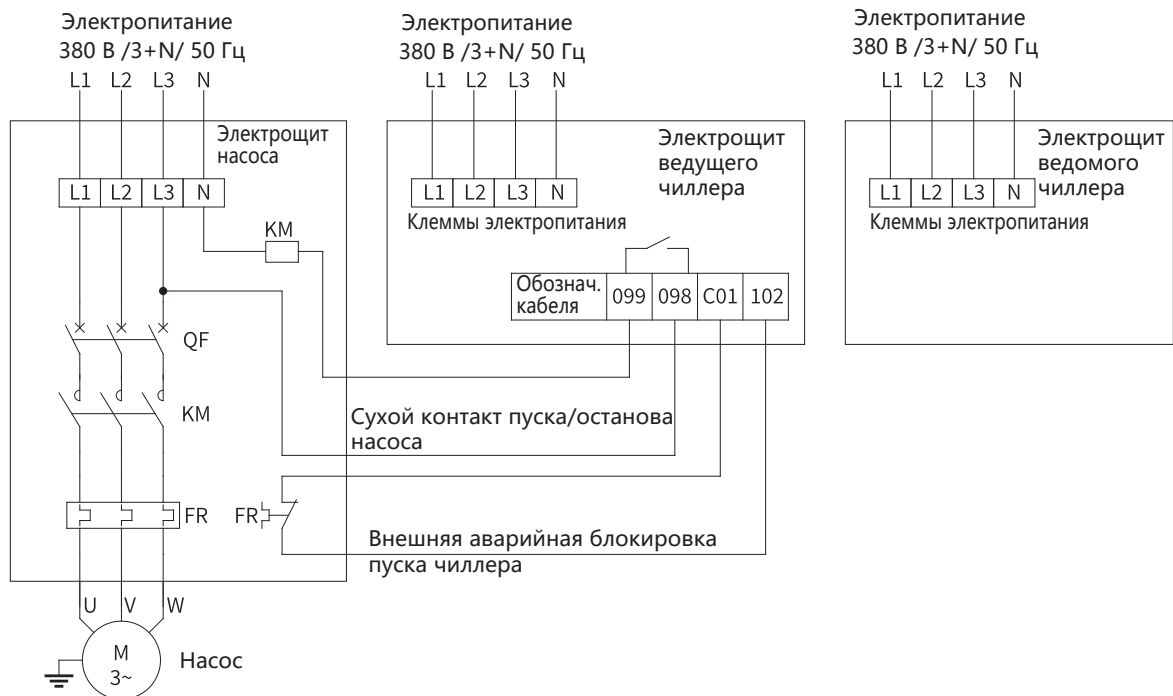 Электропитание
380 В /3+N/ 50 Гц
L1 L2 L3 N
Электрощит
насоса
L1 L2 L3 N
KM
QF
KM
FR
FR
U V W
M
3~
Насос
Электропитание
380 В /3+N/ 50 Гц
L1 L2 L3 N
Электрощит
ведущего
чиллера
L1 L2 L3 N
Клеммы электропитания
Обознач.
кабеля
099 098 C01 102
Сухой контакт пуска/останова
насоса
Внешняя аварийная блокировка
пуска чиллера
Электропитание
380 В /3+N/ 50 Гц
L1 L2 L3 N
Электрощит
ведомого
чиллера
L1 L2 L3 N
Клеммы электропитания